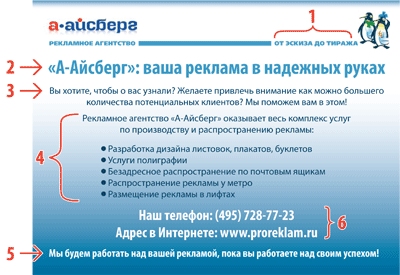 1
а-айсберг
РЕКЛАМНОЕ АГЕНТСТВО
ОТ ЭСКИЗА ДО ТИРАЖА
2 «А-Айсберг»: ваша реклама в надежных руках
3 Вы хотите, чтобы о вас узнали? Желаете привлечь внимание как можно большего
количества потенциальных клиентов? Мы поможем вам в этом!
Рекламное агентство «А-Айсберг» оказывает весь комплекс услуг
по производству и распространению рекламы:
4
• Разработка дизайна листовок, плакатов, буклетов
• Услуги полиграфии
• Безадресное распространение по почтовым ящикам
• Распространение рекламы у метро
• Размещение рекламы в лифтах
Наш телефон: (495) 728-77-23
6
Адрес в Интернете: www.proreklam.ru
5 Мы будем работать над вашей рекламой, пока вы работаете над своим успехом!